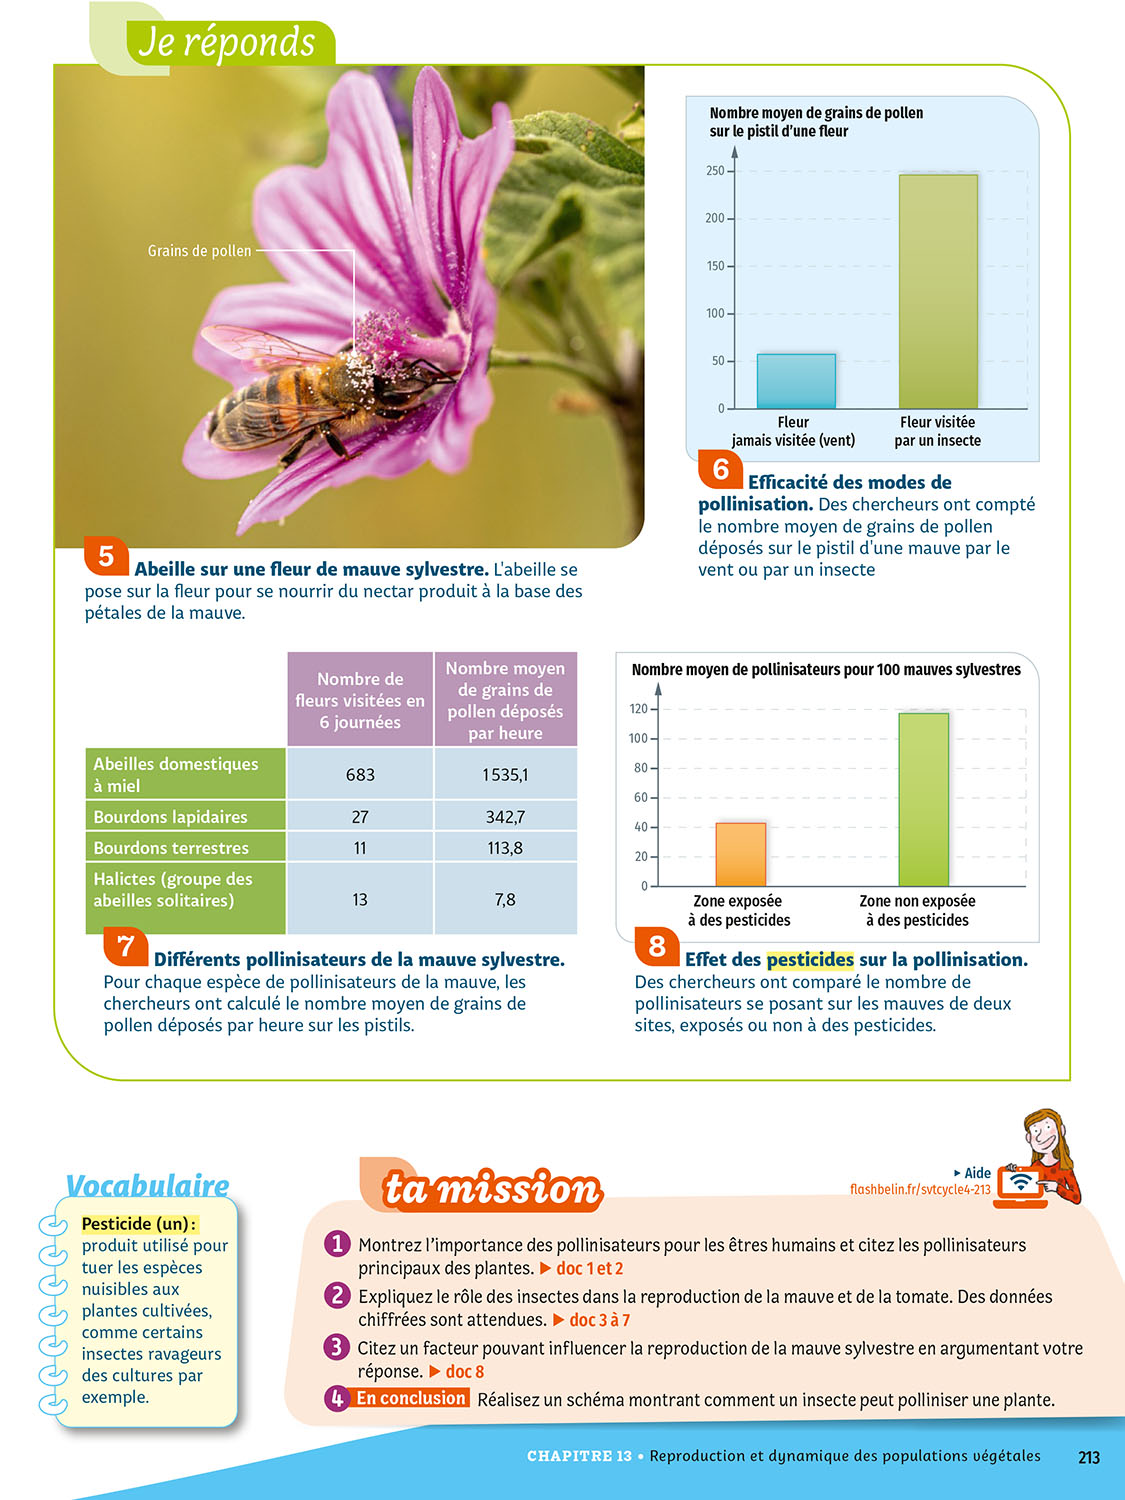 Je réponds
Grains de pollen
5 Abeille sur une fleur de mauve sylvestre. L'abeille se
pose sur la fleur pour se nourrir du nectar produit à la base des
pétales de la mauve.
Nombre moyen de grains de pollen
sur le pistil d'une fleur
250
200
150
100
50
0
Fleur
jamais visitée (vent)
Fleur visitée
par un insecte
6 Efficacité des modes de
pollinisation. Des chercheurs ont compté
le nombre moyen de grains de pollen
déposés sur le pistil d'une mauve par le
vent ou par un insecte
Nombre de
fleurs visitées en
6 journées
Nombre moyen
de grains de
pollen déposés
par heure
Abeilles domestiques
à miel
683
1 535,1
Bourdons lapidaires
27
342,7
Bourdons terrestres
11
113,8
Halictes (groupe des
abeilles solitaires)
13
7,8
7 Différents pollinisateurs de la mauve sylvestre.
Pour chaque espèce de pollinisateurs de la mauve, les
chercheurs ont calculé le nombre moyen de grains de
pollen déposés par heure sur les pistils.
Nombre moyen de pollinisateurs pour 100 mauves sylvestres
120
100
80
60
40
20
0
Zone exposée
à des pesticides
Zone non exposée
à des pesticides
8 Effet des pesticides sur la pollinisation.
Des chercheurs ont comparé le nombre de
pollinisateurs se posant sur les mauves de deux
sites, exposés ou non à des pesticides.
Vocabulaire
Pesticide (un) :
produit utilisé pour
tuer les espèces
nuisibles aux
plantes cultivées,
comme certains
insectes ravageurs
des cultures par
exemple.
ta mission
▸ Aide
flashbelin.fr/svtcycle4-213
1 Montrez l'importance des pollinisateurs pour les êtres humains et citez les pollinisateurs
principaux des plantes. ▶ doc 1 et 2
2 Expliquez le rôle des insectes dans la reproduction de la mauve et de la tomate. Des données
chiffrées sont attendues. ▶ doc 3 à 7
3 Citez un facteur pouvant influencer la reproduction de la mauve sylvestre en argumentant votre
réponse. ▶ doc 8
4 En conclusion Réalisez un schéma montrant comment un insecte peut polliniser une plante.
CHAPITRE 13 • Reproduction et dynamique des populations végétales 213